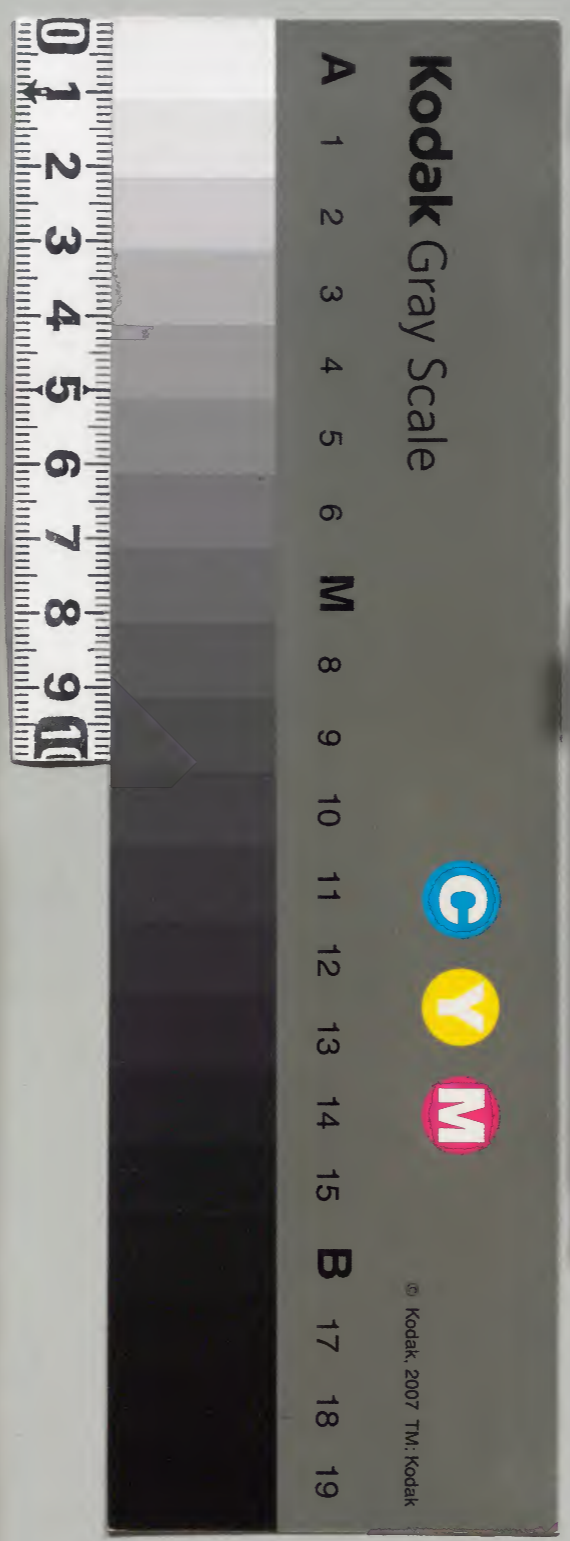 Kodak Gray Scale
C Y M
© Kodak, 2007 TM: Kodak
A 1 2 3 4 5 6 M 8 9 10 11 12 13 14 15 B 17 18 19
0 1 2 3 4 5 6 7 8 9 10